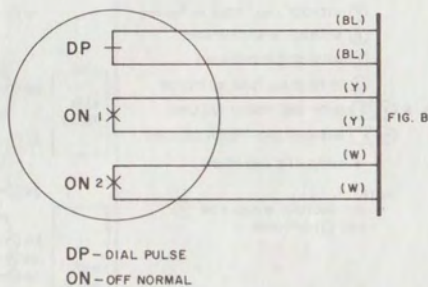 (BL)
DP
(BL)
(Y)
ON 1
(Y)
FIG. B
(W)
ON 2
(W)
DP-DIAL PULSE
ON-OFF NORMAL